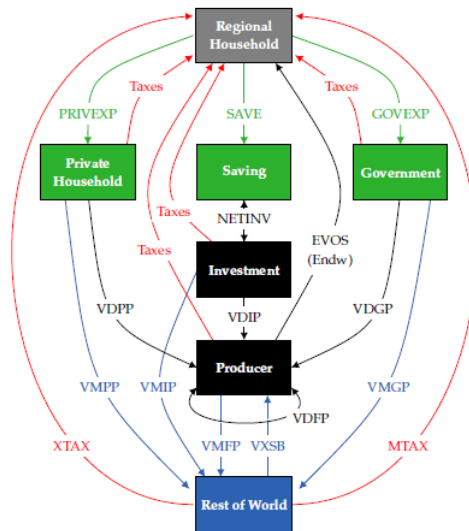 Regional
Household
Taxes
Taxes
PRIVEXP
SAVE
GOVEXP
Private
Household
Saving
Government
Taxes
NETINV
Taxes
EVOS
(Endw)
Investment
VDPP
VDIP
VDGP
Producer
VMPP
VMIP
VMGP
VDFP
XTAX
VMFP
VXSB
MTAX
Rest of World